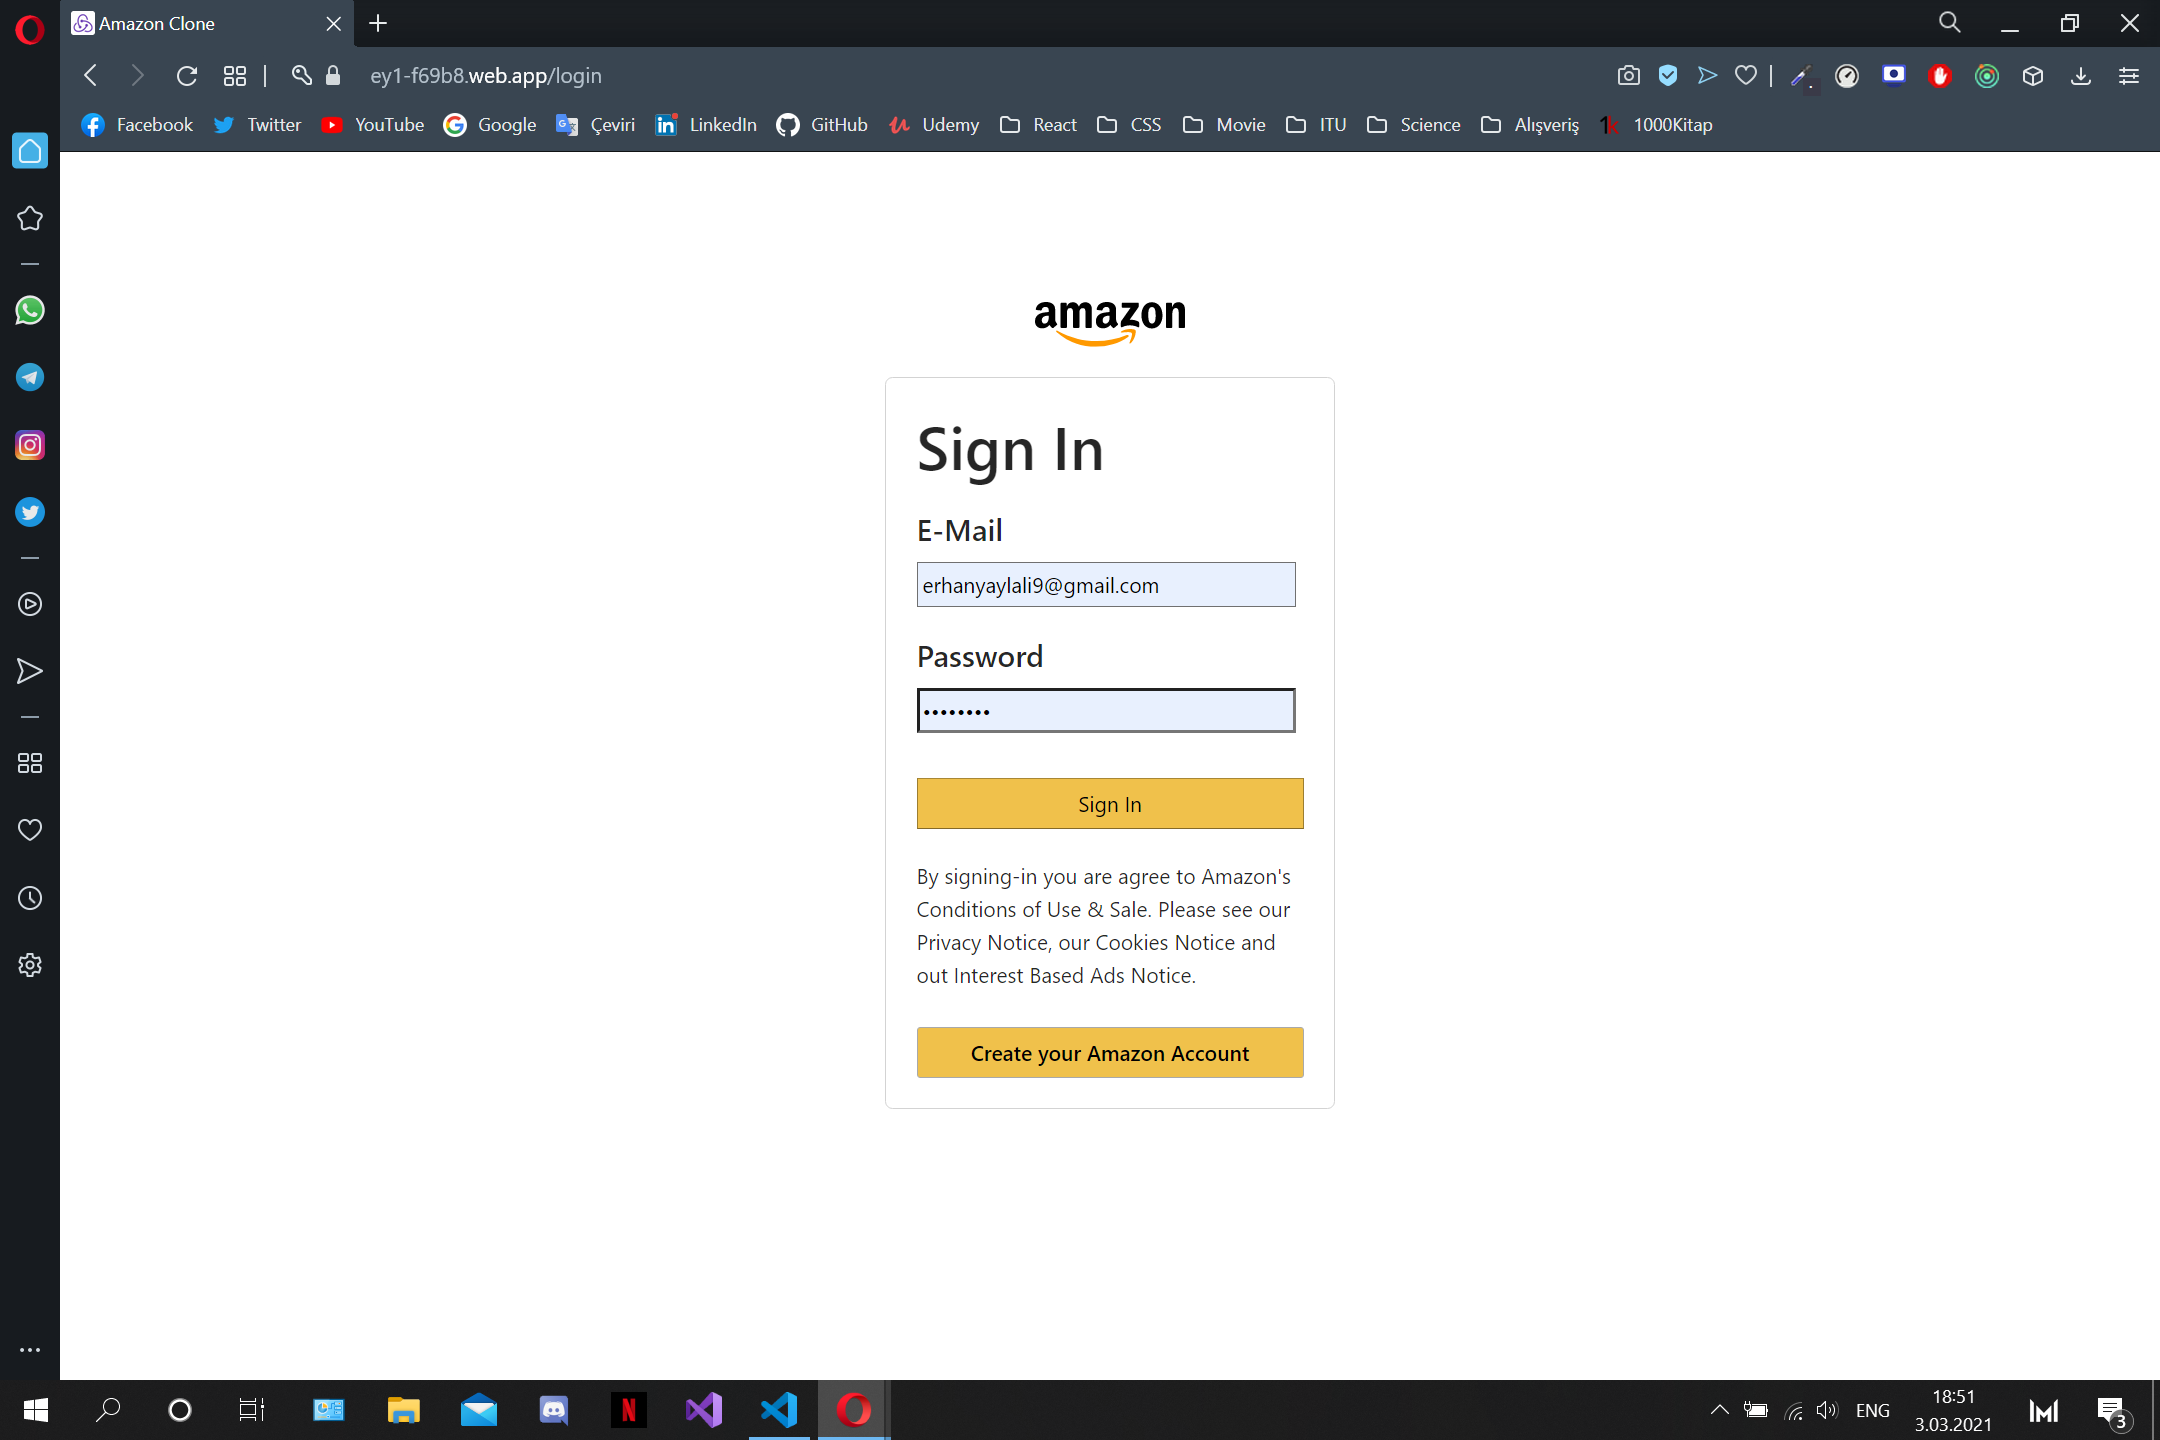 Amazon Clone
ey1-f69b8.web.app/login
Facebook Twitter YouTube Google Çeviri LinkedIn GitHub Udemy React CSS Movie ITU Science Alışveriş 1000Kitap
amazon
Sign In
E-Mail
erhanyaylali9@gmail.com
Password
••••••••
Sign In
By signing-in you are agree to Amazon's
Conditions of Use & Sale. Please see our
Privacy Notice, our Cookies Notice and
out Interest Based Ads Notice.
Create your Amazon Account
ENG
18:51
3.03.2021
3